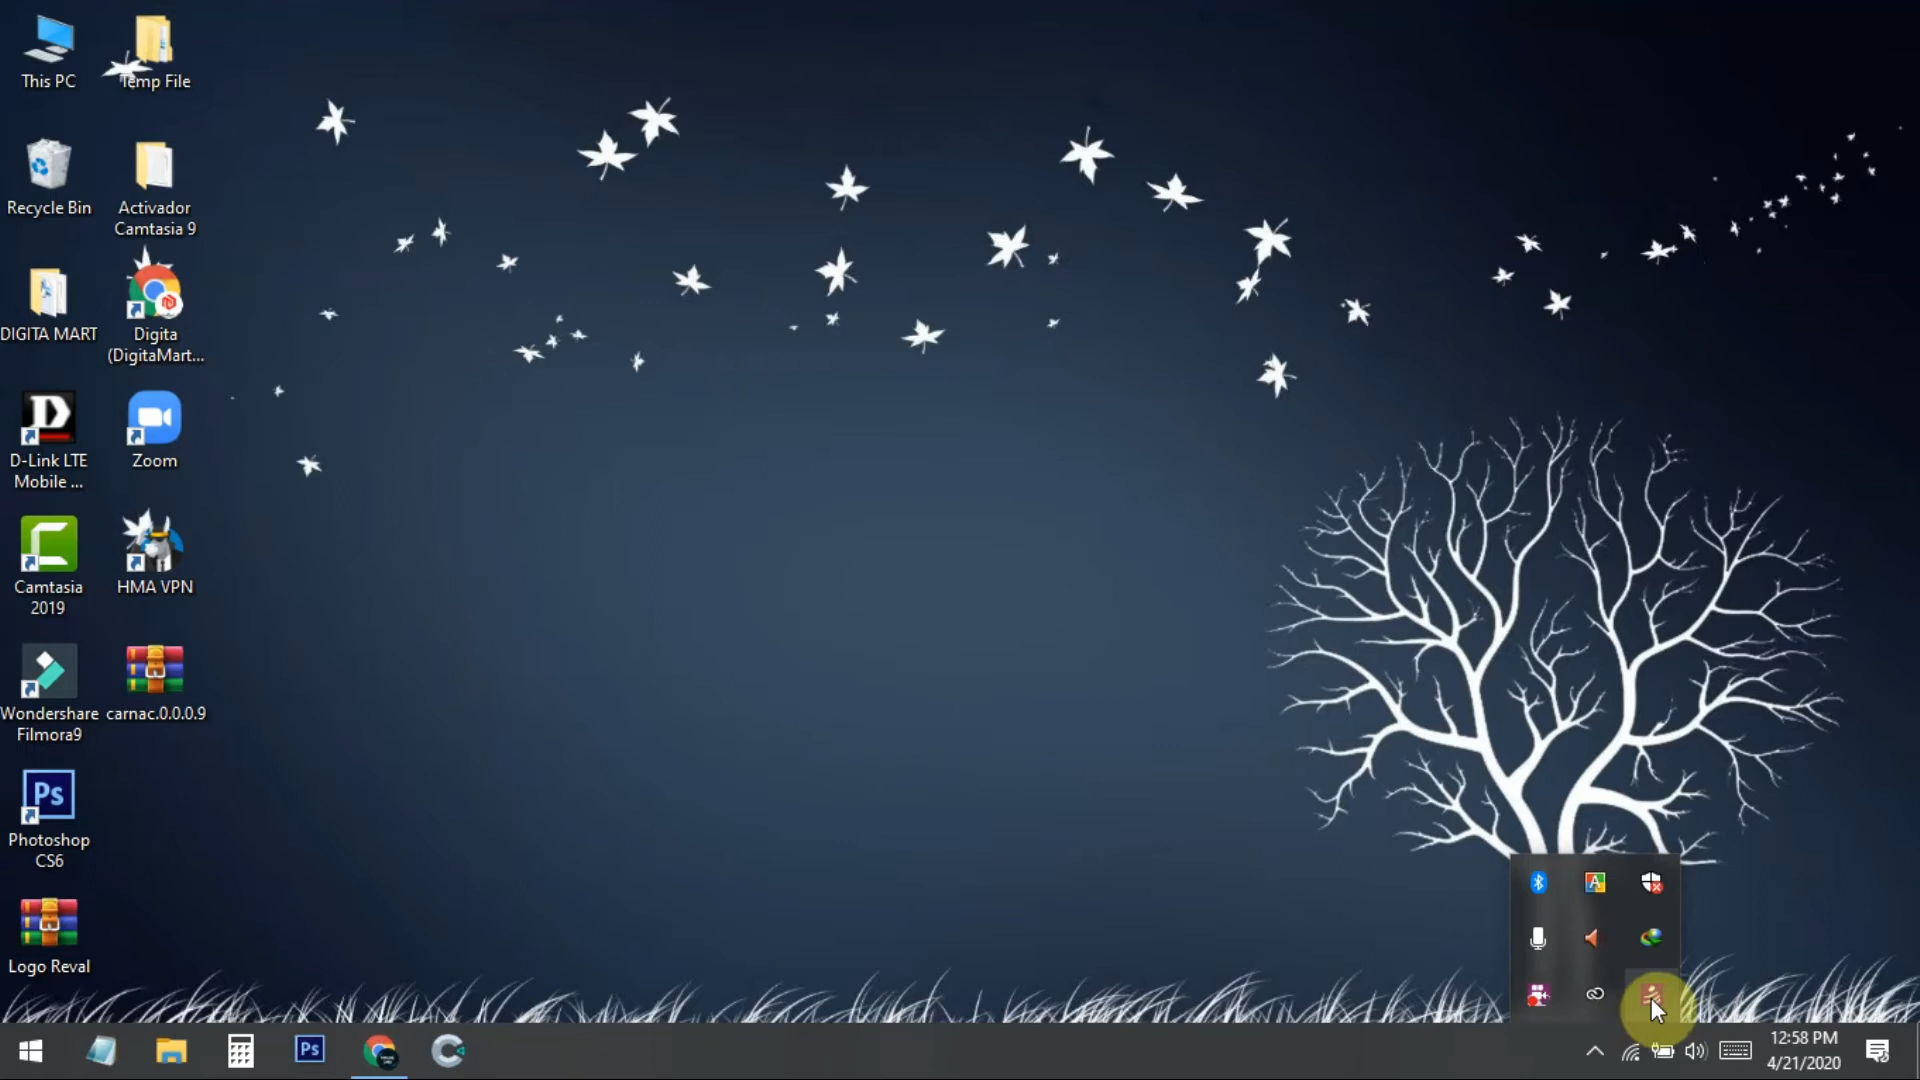 This PC
Temp File
Recycle Bin
Activador
Camtasia 9
DIGITA MART
Digita
(DigitaMart...
D
D-Link LTE
Mobile ...
Zoom
Camtasia
2019
HMA VPN
Wondershare
Filmora9
carnac.0.0.0.9
Ps
Photoshop
CS6
Logo Reval
A
Ps
12:58 PM
4/21/2020